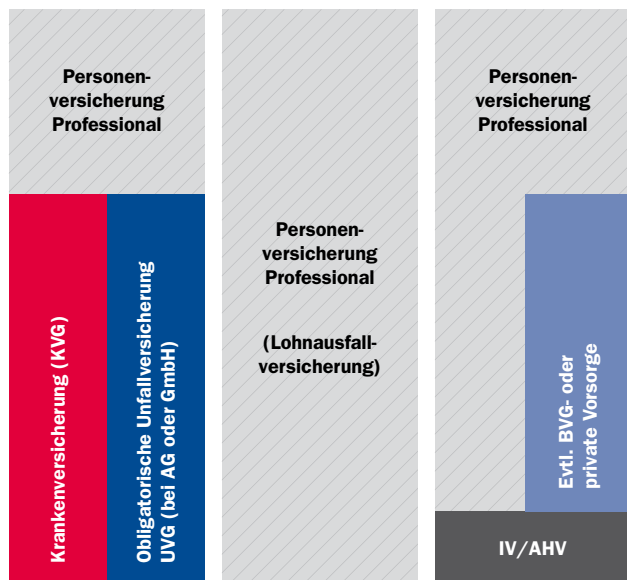 Personen-
versicherung
Professional
Krankenversicherung (KVG)
Obligatorische Unfallversicherung
UVG (bei AG oder GmbH)
Personen-
versicherung
Professional
(Lohnausfall-
versicherung)
Personen-
versicherung
Professional
Evtl. BVG- oder
private Vorsorge
IV/AHV